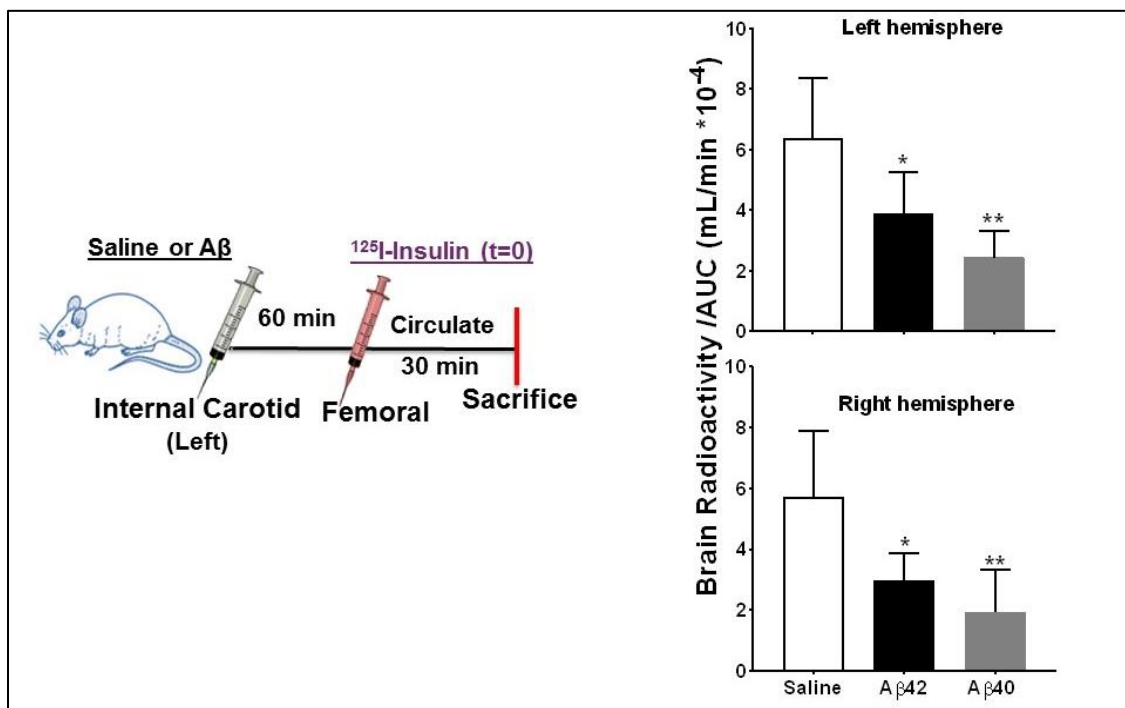 Saline or Aβ
¹²⁵I-Insulin (t=0)
60 min
Circulate
30 min
Internal Carotid
(Left)
Femoral
Sacrifice
Brain Radioactivity /AUC (mL/min *10⁻⁴)
Left hemisphere
10
8
6
4
2
0
*
**
Right hemisphere
8
6
4
2
0
*
**
Saline Aβ42 Aβ40